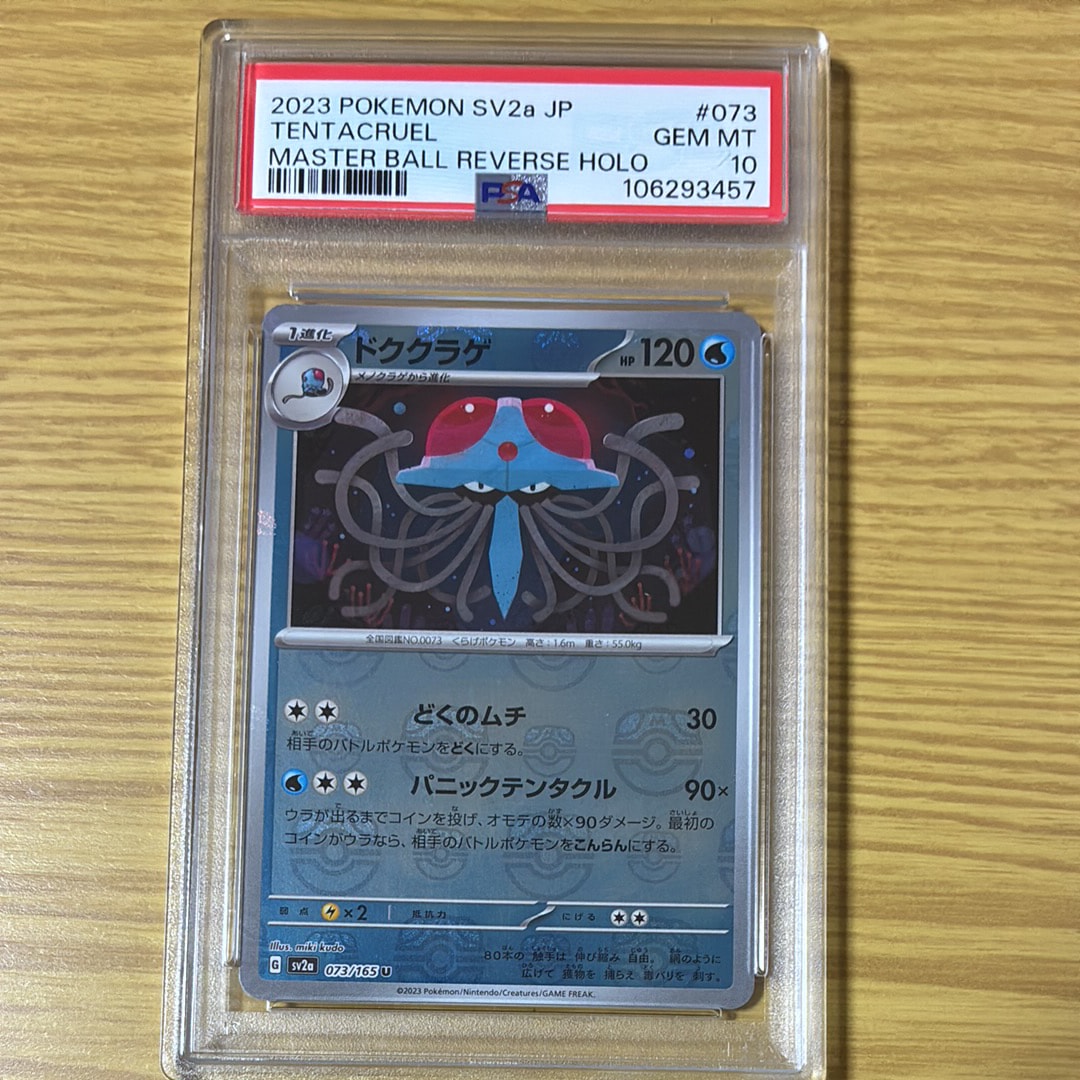 2023 POKEMON SV2a JP #073
TENTACRUEL GEM MT
MASTER BALL REVERSE HOLO 10
PSA 106293457
1進化 ドククラゲ HP 120
メノクラゲから進化
全国図鑑NO.0073 くらげポケモン 高さ:1.6m 重さ:55.0kg
どくのムチ 30
相手のバトルポケモンをどくにする。
パニックテンタクル 90×
ウラが出るまでコインを投げ、オモテの数×90ダメージ。最初の
コインがウラなら、相手のバトルポケモンをこんらんにする。
弱点 ×2 抵抗力 にげる
Illus. miki kudo
80本の 触手は 伸び縮み 自由。 網のように
広げて 獲物を 捕らえ 毒バリを 刺す。
G sv2a 073/165 U
©2023 Pokémon/Nintendo/Creatures/GAME FREAK.